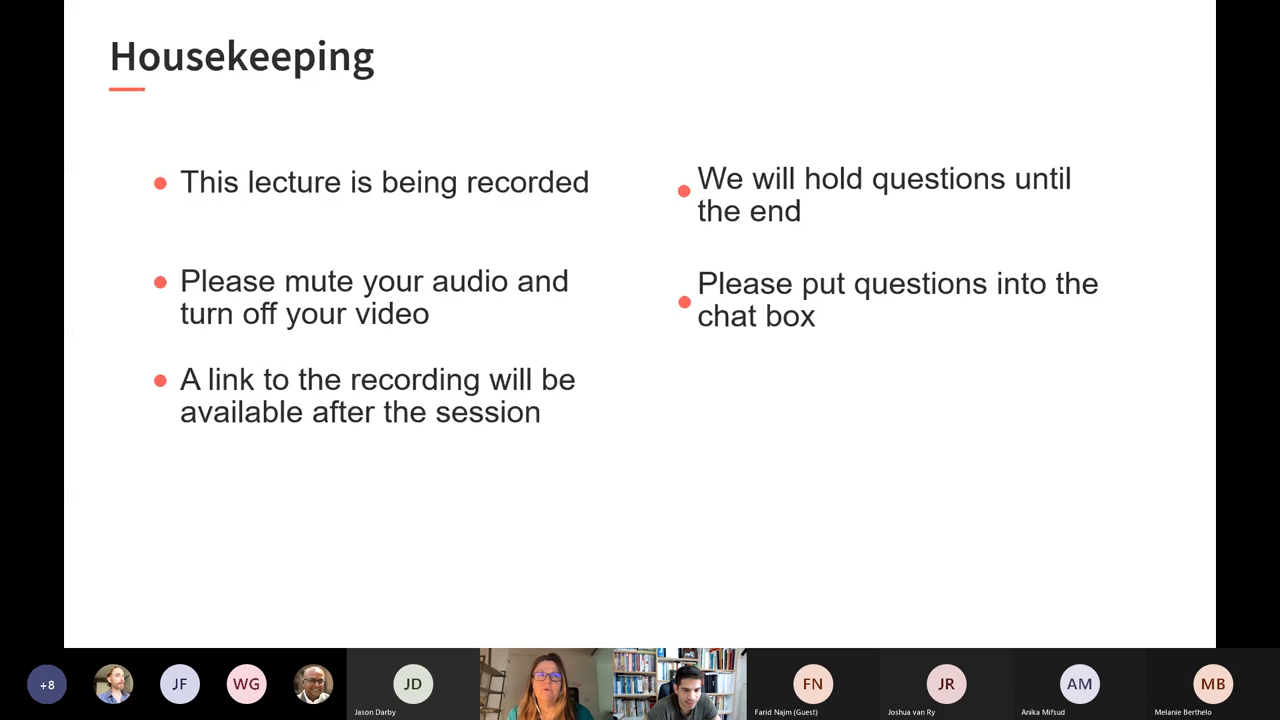 Housekeeping
This lecture is being recorded
Please mute your audio and
turn off your video
A link to the recording will be
available after the session
We will hold questions until
the end
Please put questions into the
chat box
+8
JF
WG
JD
Jason Darby
FN
Farid Najm (Guest)
JR
Joshua van Ry
AM
Anika Mifsud
MB
Melanie Berthelo